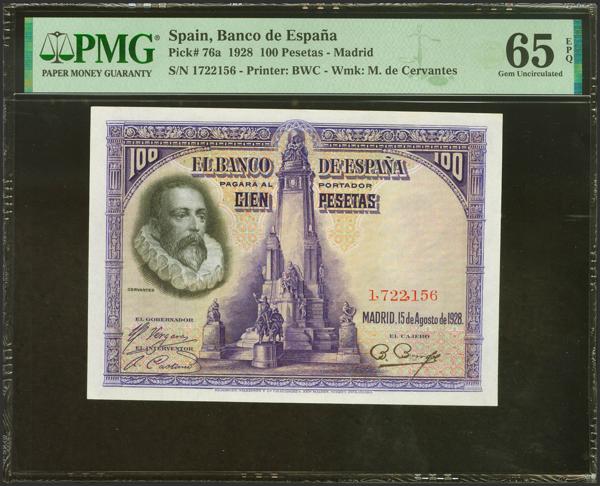 PMG®
PAPER MONEY GUARANTY
Spain, Banco de España
Pick# 76a 1928 100 Pesetas - Madrid
S/N 1722156 - Printer: BWC - Wmk: M. de Cervantes
65 EPQ
Gem Uncirculated
100 100
EL BANCO DE ESPAÑA
PAGARÁ AL PORTADOR
CIEN PESETAS
CERVANTES
1,722,156
MADRID, 15 de Agosto de 1928
EL GOBERNADOR
EL CAJERO
EL INTERVENTOR